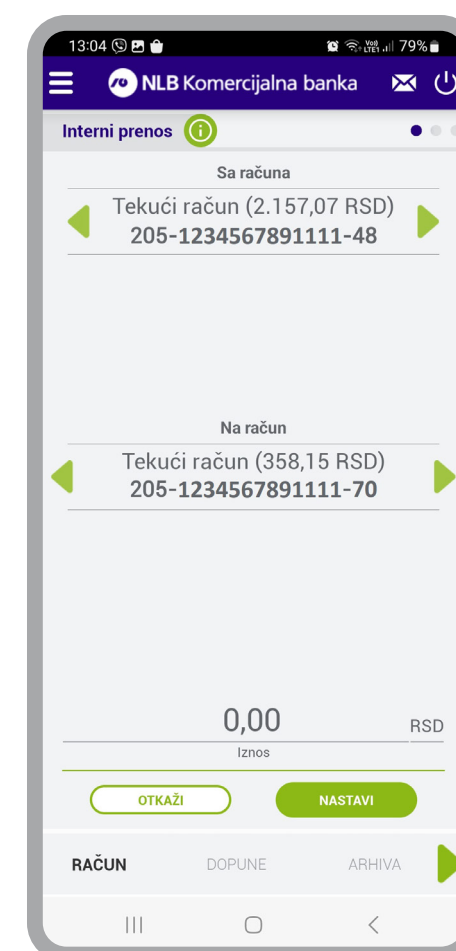 13:04 79%
NLB Komercijalna banka
Interni prenos
Sa računa
Tekući račun (2.157,07 RSD)
205-1234567891111-48
Na račun
Tekući račun (358,15 RSD)
205-1234567891111-70
0,00 RSD
Iznos
OTKAŽI NASTAVI
RAČUN DOPUNE ARHIVA